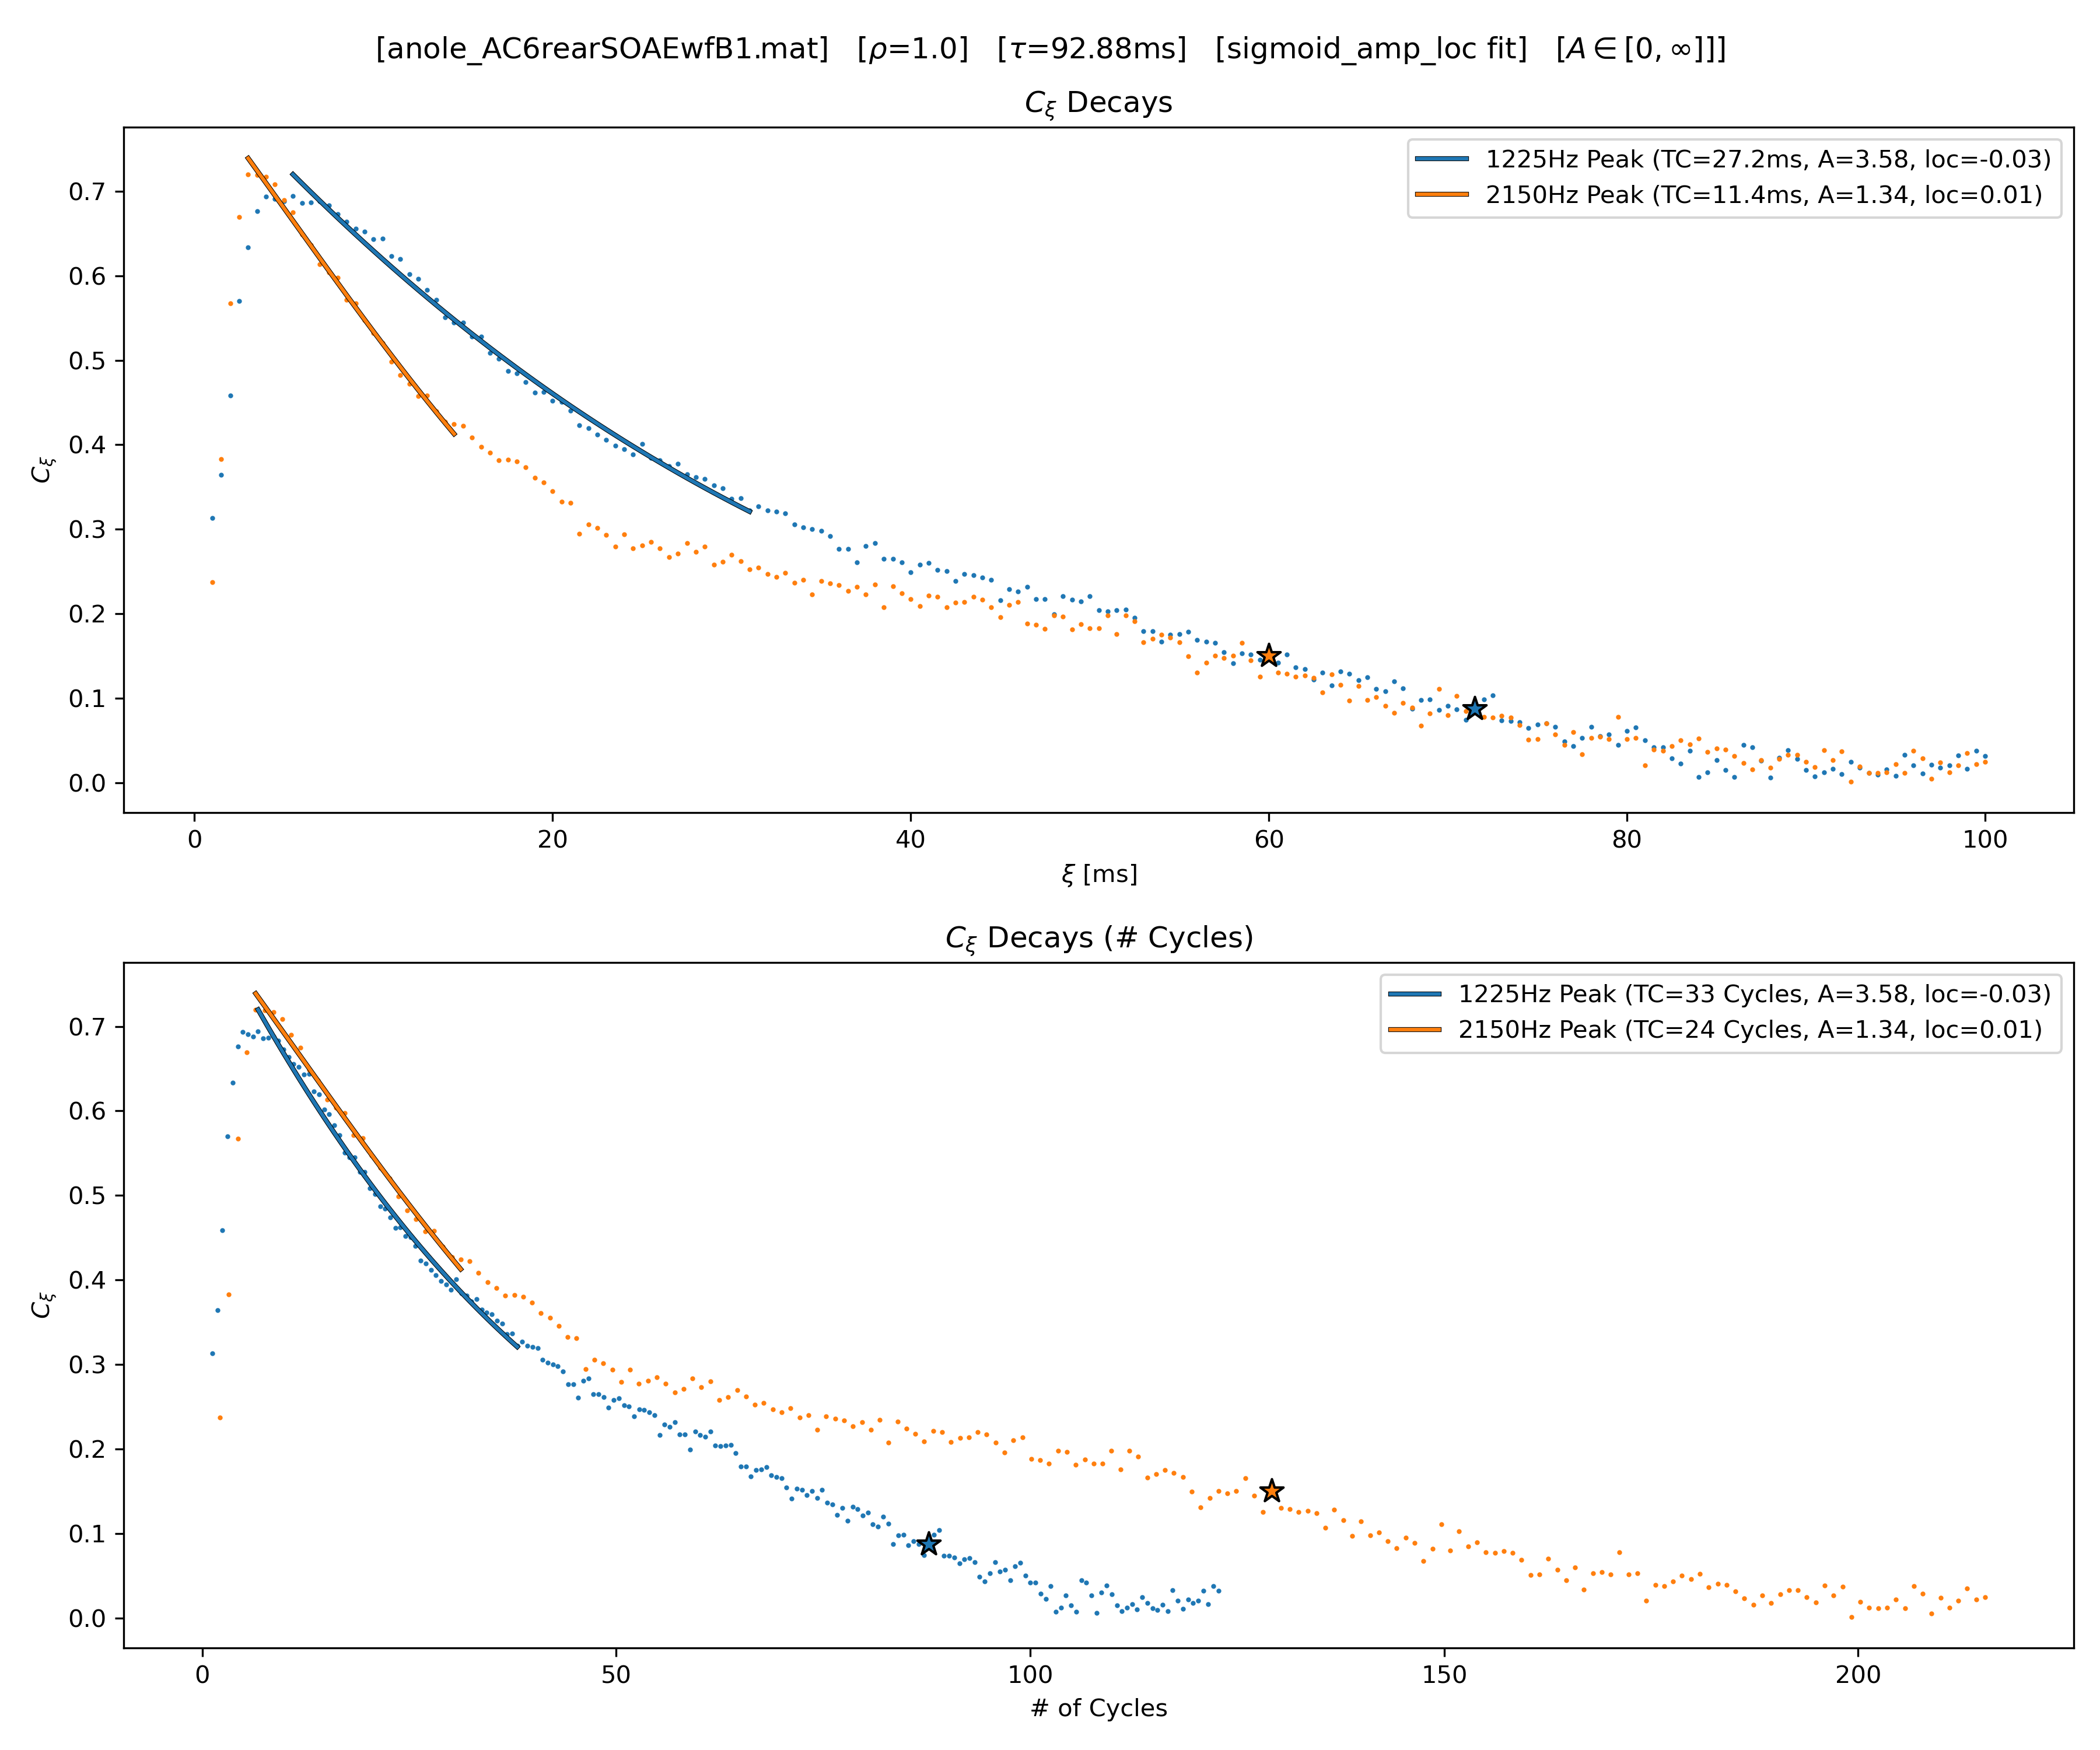 [anole_AC6rearSOAEwfB1.mat] [ρ=1.0] [τ=92.88ms] [sigmoid_amp_loc fit] [A ∈ [0, ∞]]]
C_ξ Decays
1225Hz Peak (TC=27.2ms, A=3.58, loc=-0.03)
2150Hz Peak (TC=11.4ms, A=1.34, loc=0.01)
0.7
0.6
0.5
0.4
0.3
0.2
0.1
0.0
C_ξ
0 20 40 60 80 100
ξ [ms]
C_ξ Decays (# Cycles)
1225Hz Peak (TC=33 Cycles, A=3.58, loc=-0.03)
2150Hz Peak (TC=24 Cycles, A=1.34, loc=0.01)
0.7
0.6
0.5
0.4
0.3
0.2
0.1
0.0
C_ξ
0 50 100 150 200
# of Cycles